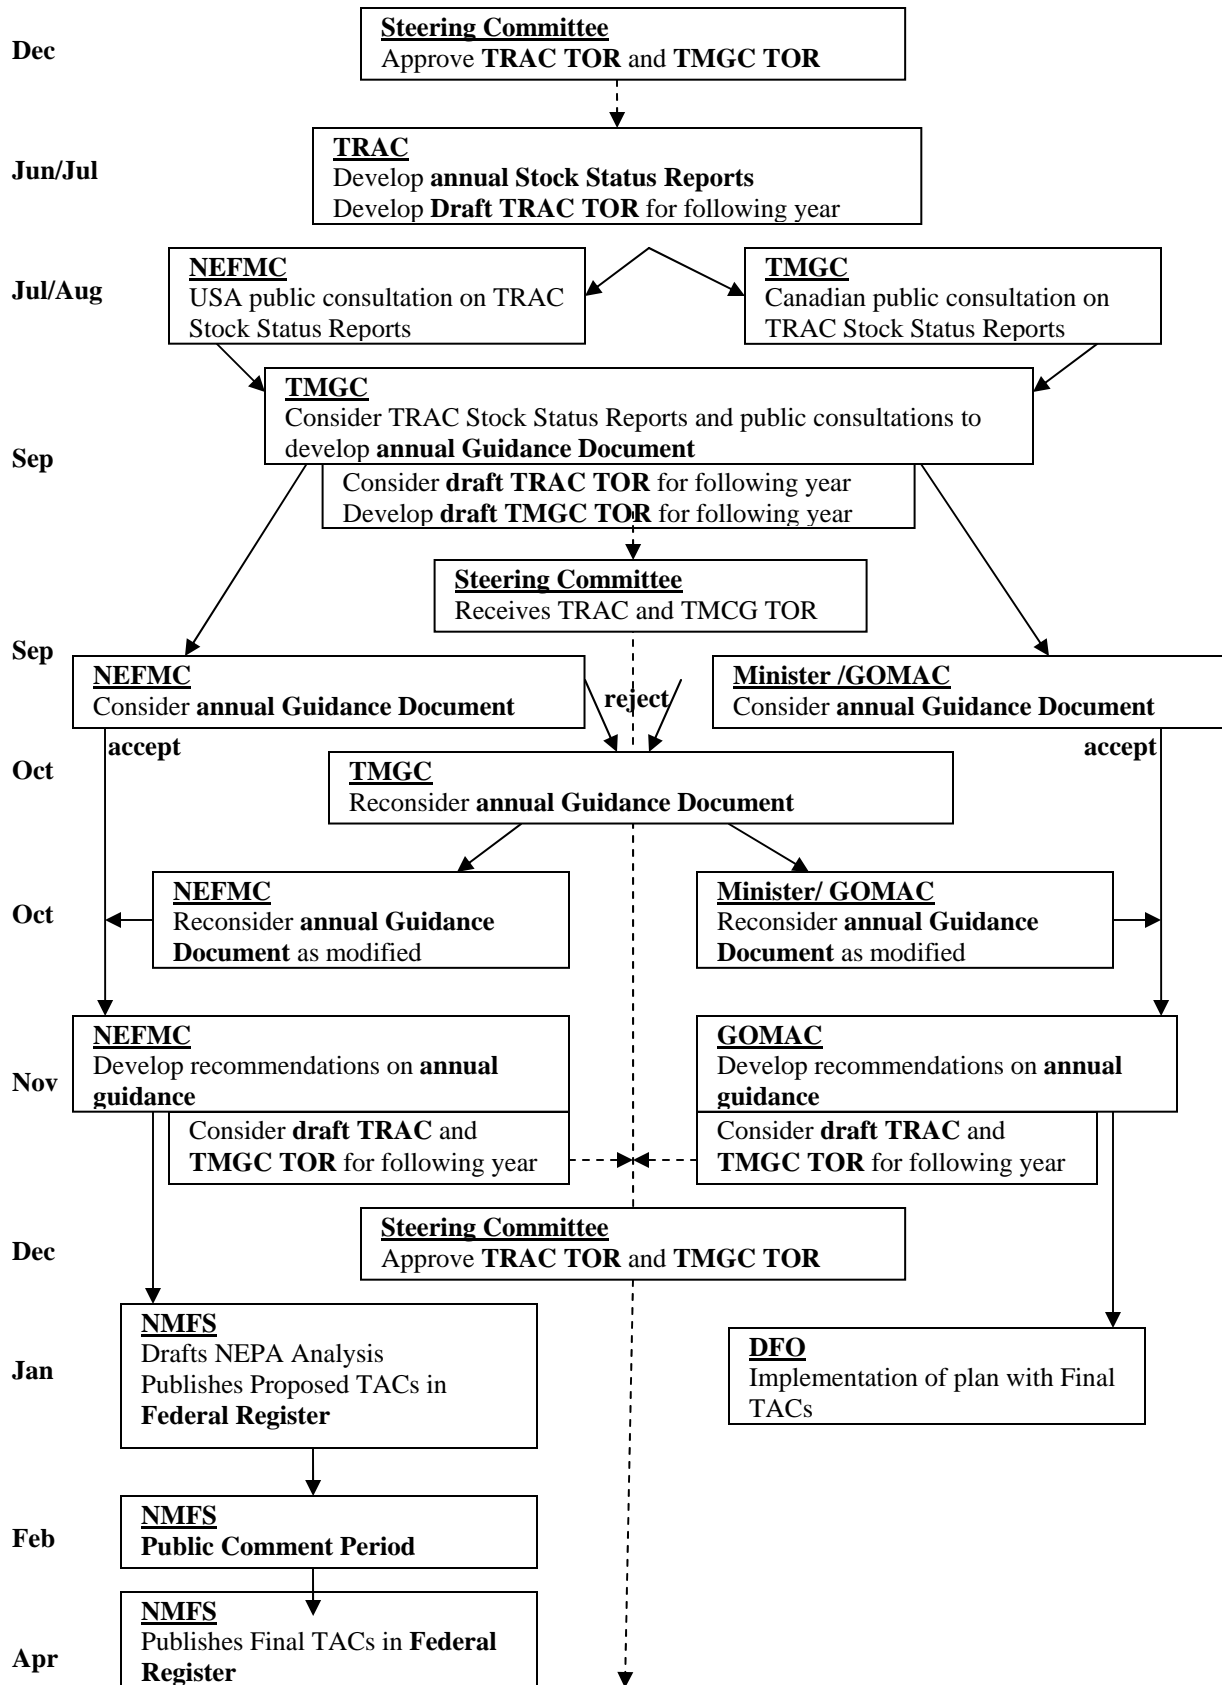 Dec
Steering Committee
Approve TRAC TOR and TMGC TOR
Jun/Jul
TRAC
Develop annual Stock Status Reports
Develop Draft TRAC TOR for following year
Jul/Aug
NEFMC
USA public consultation on TRAC
Stock Status Reports
TMGC
Canadian public consultation on
TRAC Stock Status Reports
Sep
TMGC
Consider TRAC Stock Status Reports and public consultations to
develop annual Guidance Document
Consider draft TRAC TOR for following year
Develop draft TMGC TOR for following year
Steering Committee
Receives TRAC and TMCG TOR
Sep
NEFMC
Consider annual Guidance Document
reject
Minister /GOMAC
Consider annual Guidance Document
accept
accept
Oct
TMGC
Reconsider annual Guidance Document
Oct
NEFMC
Reconsider annual Guidance
Document as modified
Minister/ GOMAC
Reconsider annual Guidance
Document as modified
Nov
NEFMC
Develop recommendations on annual
guidance
Consider draft TRAC and
TMGC TOR for following year
GOMAC
Develop recommendations on annual
guidance
Consider draft TRAC and
TMGC TOR for following year
Dec
Steering Committee
Approve TRAC TOR and TMGC TOR
Jan
NMFS
Drafts NEPA Analysis
Publishes Proposed TACs in
Federal Register
DFO
Implementation of plan with Final
TACs
Feb
NMFS
Public Comment Period
Apr
NMFS
Publishes Final TACs in Federal
Register